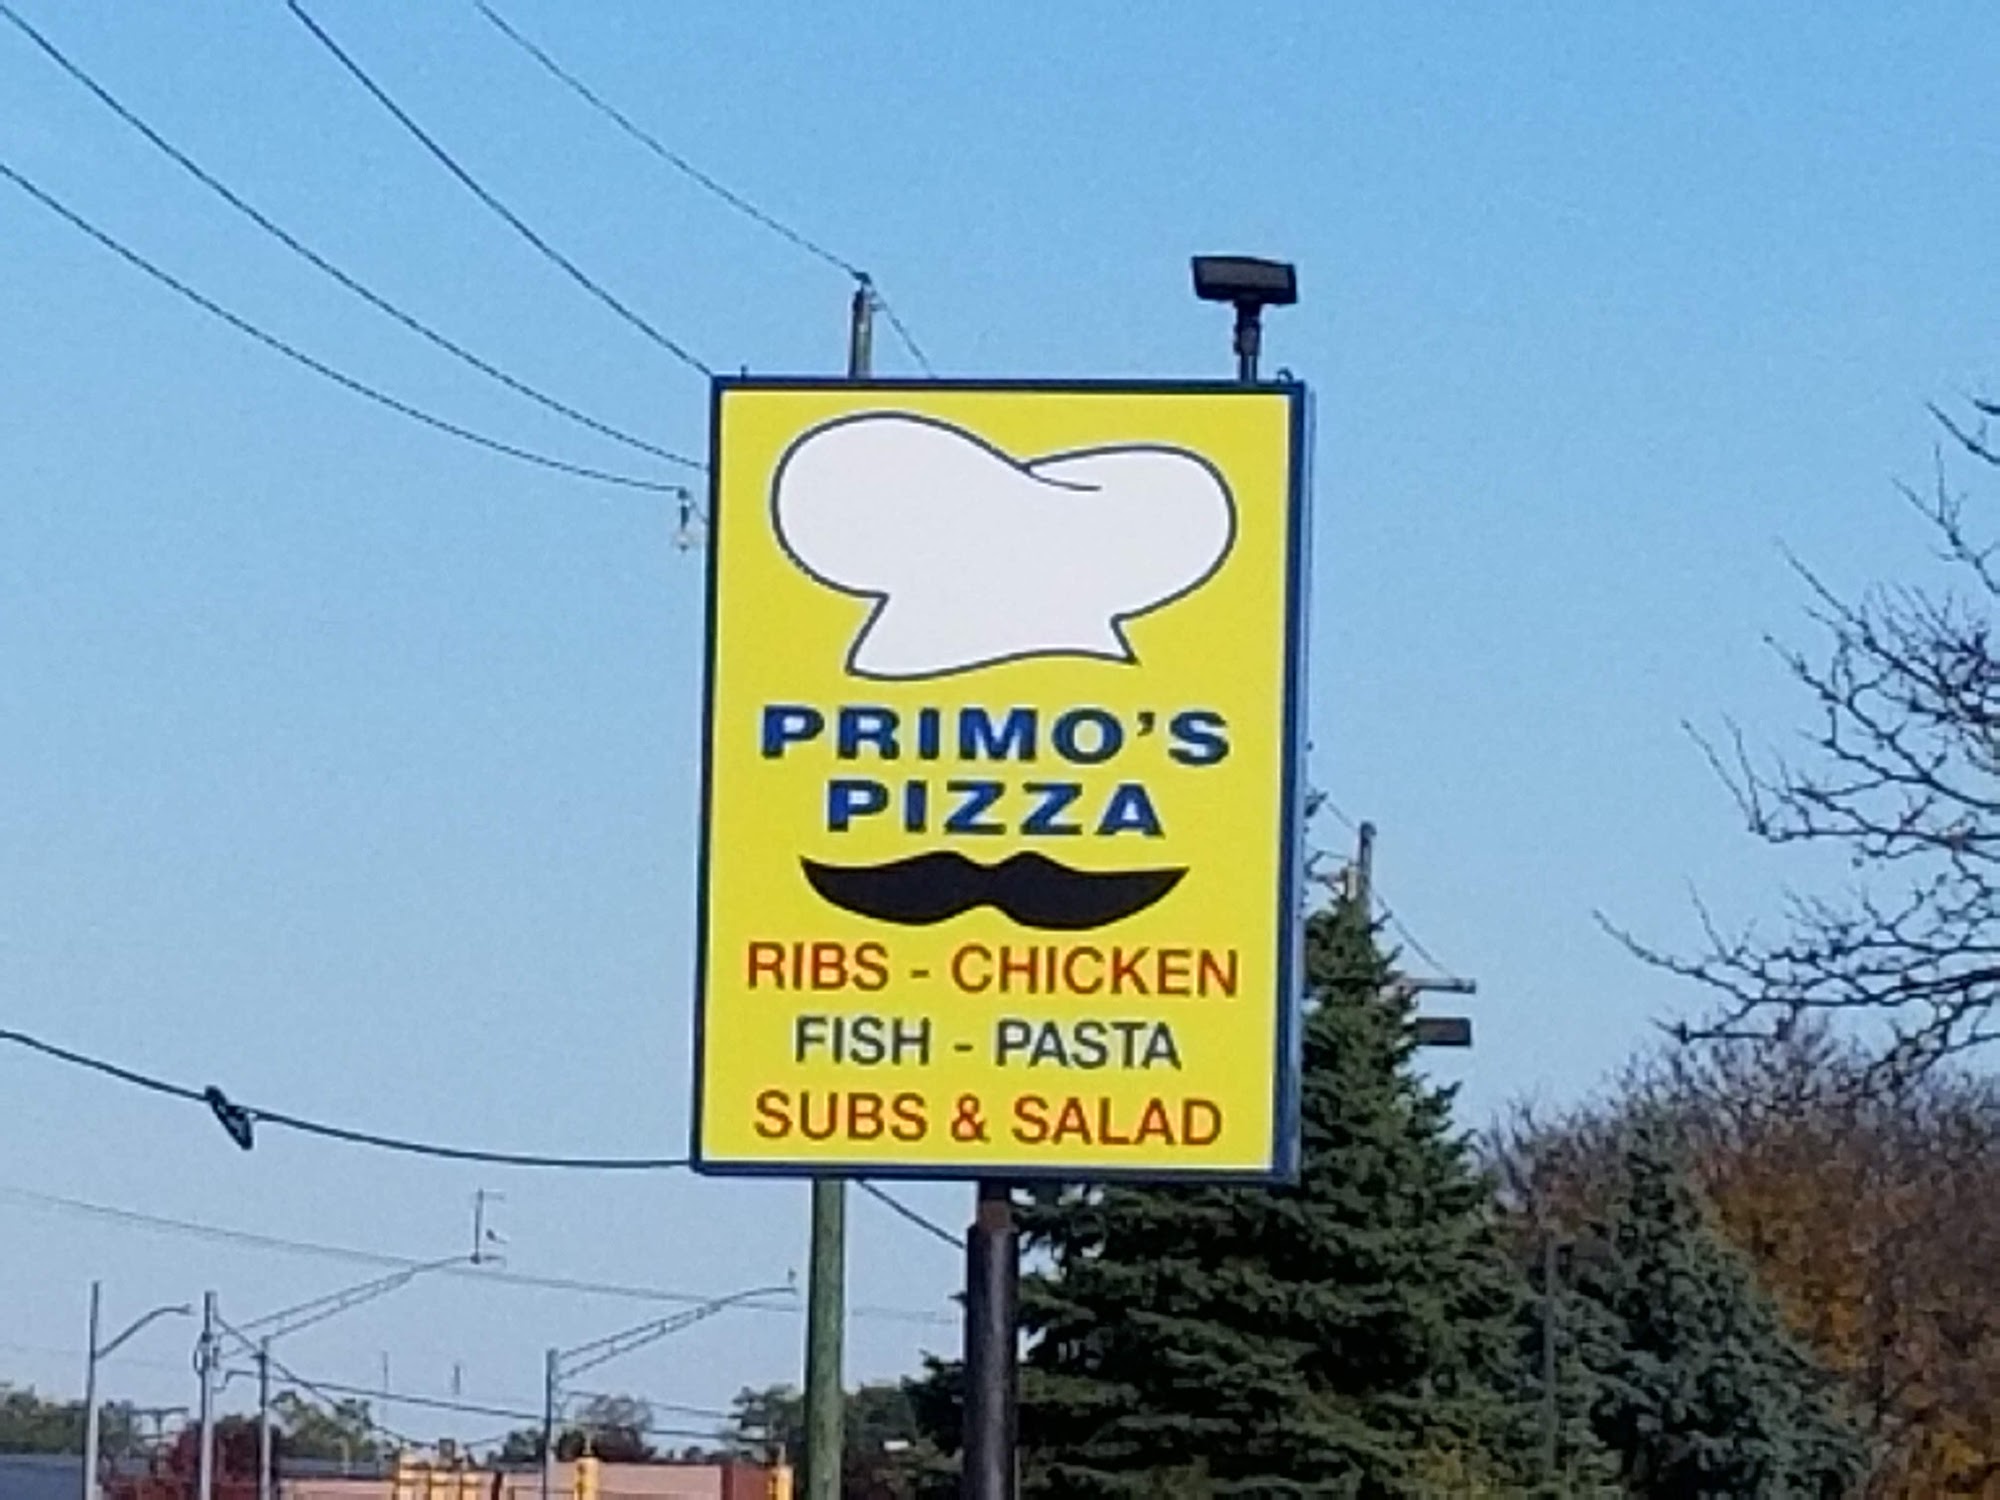 PRIMO'S
PIZZA
RIBS - CHICKEN
FISH - PASTA
SUBS & SALAD